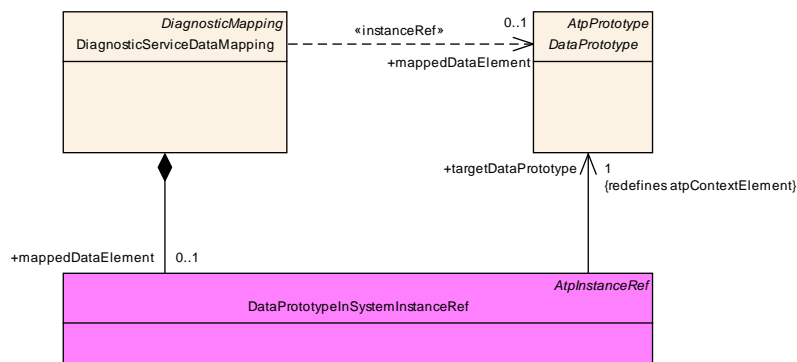 DiagnosticMapping
DiagnosticServiceDataMapping
«instanceRef»
0..1
+mappedDataElement
AtpPrototype
DataPrototype
+targetDataPrototype
1
{redefines atpContextElement}
+mappedDataElement
0..1
AtpInstanceRef
DataPrototypeInSystemInstanceRef